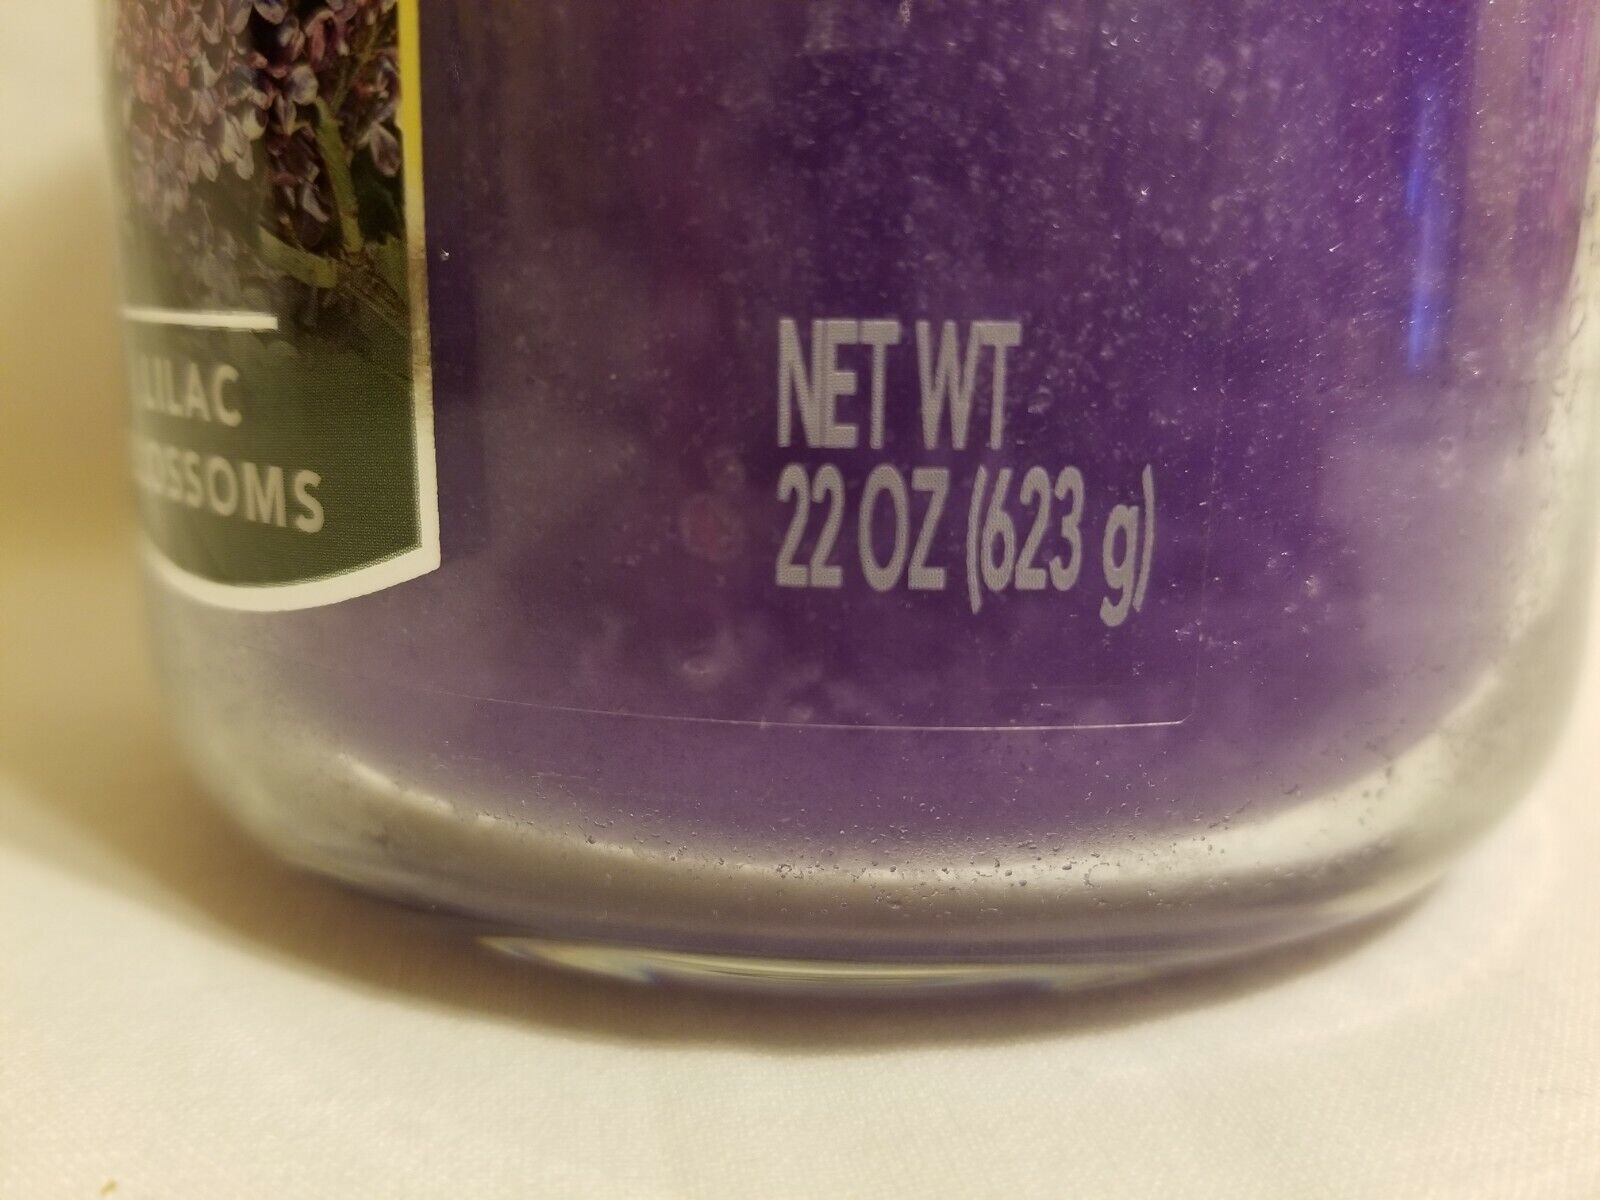 LILAC
BLOSSOMS
NET WT
22 OZ (623 g)